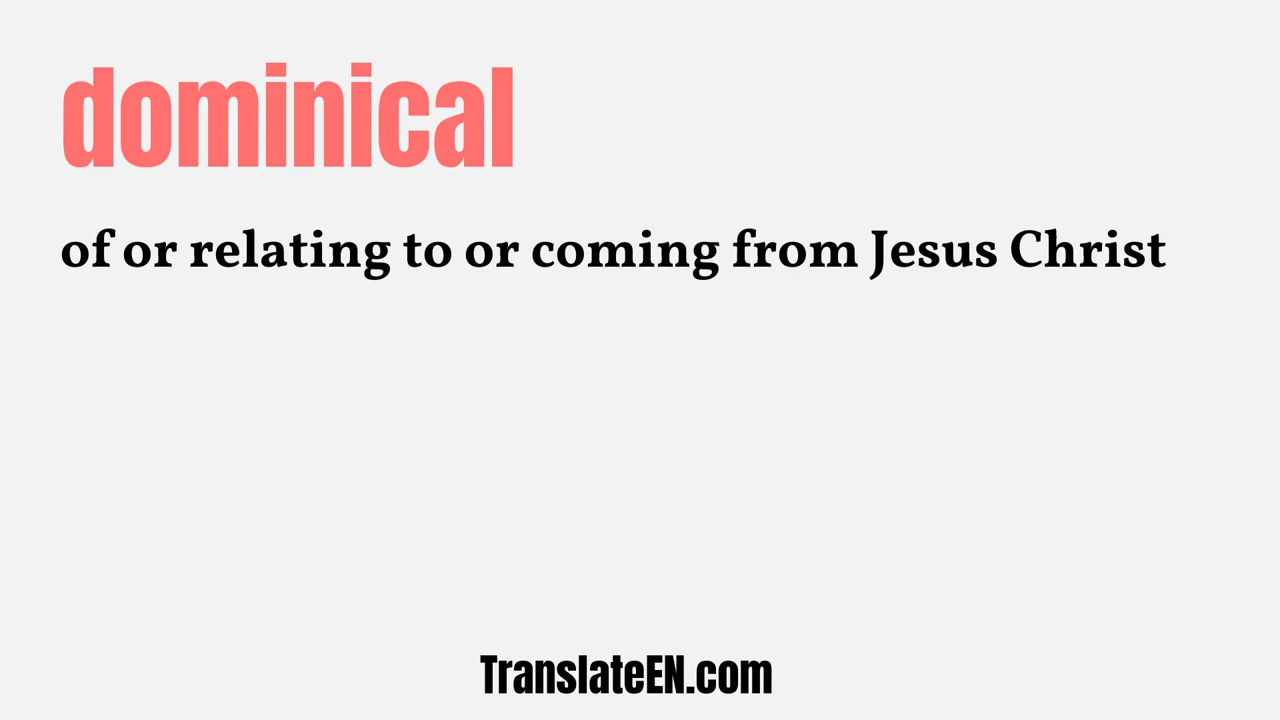 dominical
of or relating to or coming from Jesus Christ
TranslateEN.com